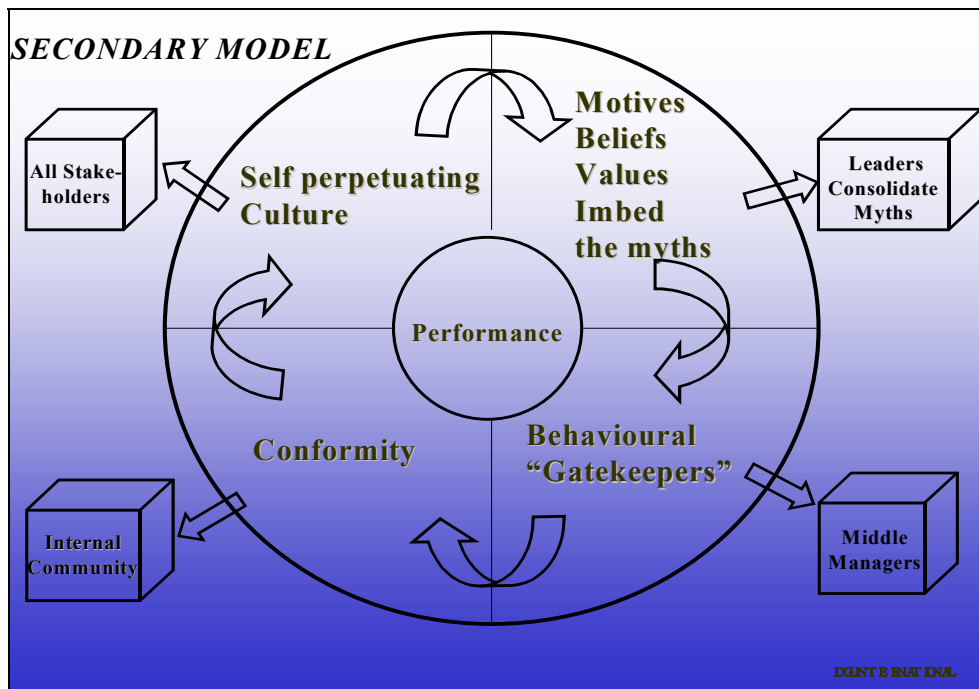 SECONDARY MODEL
All Stake-
holders
Self perpetuating
Culture
Motives
Beliefs
Values
Imbed
the myths
Leaders
Consolidate
Myths
Performance
Conformity
Behavioural
“Gatekeepers”
Internal
Community
Middle
Managers